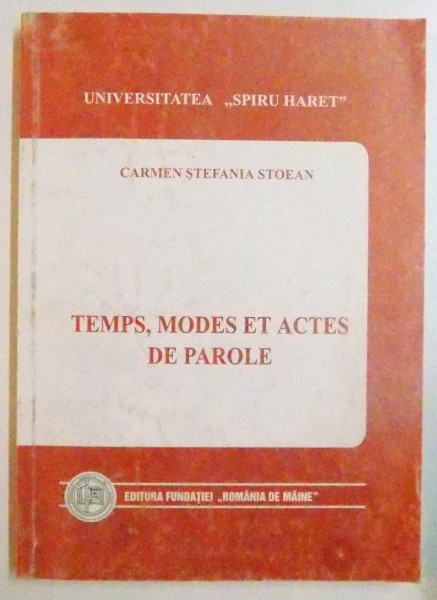 UNIVERSITATEA „SPIRU HARET”
CARMEN ŞTEFANIA STOEAN
TEMPS, MODES ET ACTES
DE PAROLE
EDITURA FUNDAŢIEI „ROMÂNIA DE MÂINE”